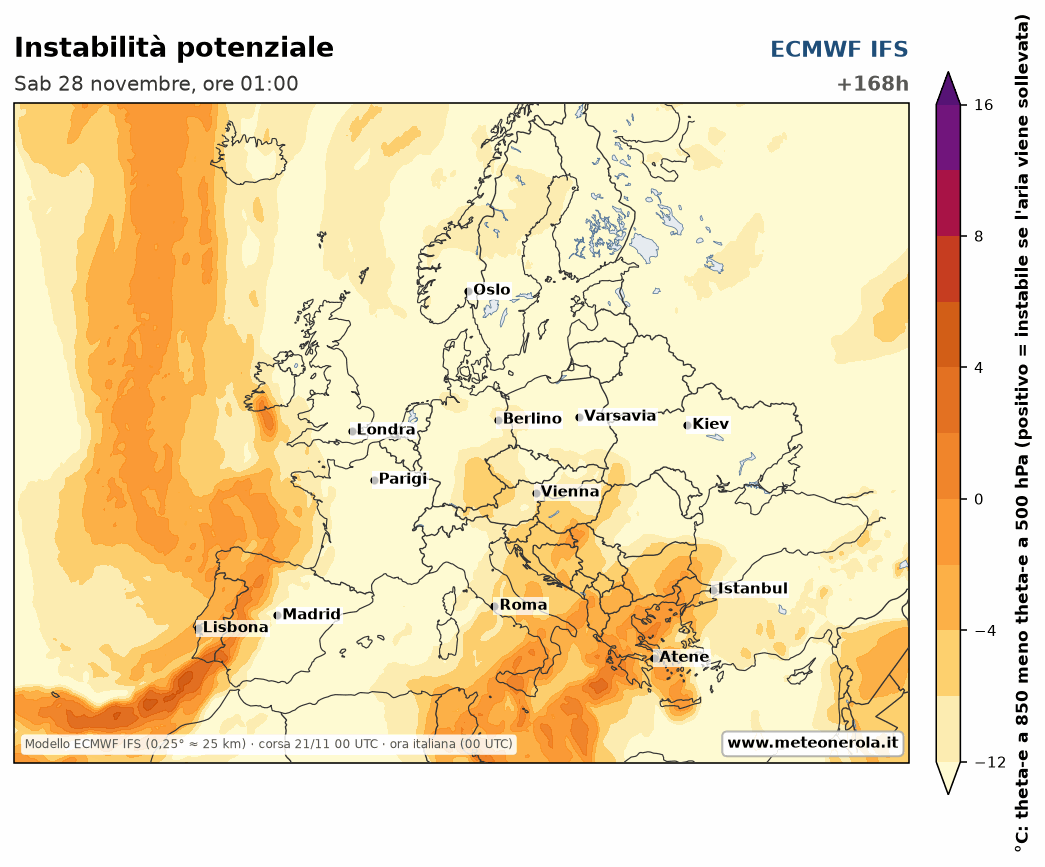 Instabilità potenziale
ECMWF IFS
Sab 28 novembre, ore 01:00
+168h
Oslo
Berlino
Varsavia
Kiev
Londra
Parigi
Vienna
Istanbul
Roma
Madrid
Lisbona
Atene
Modello ECMWF IFS (0,25° ≈ 25 km) · corsa 21/11 00 UTC · ora italiana (00 UTC)
www.meteonerola.it
16
8
4
0
−4
−12
°C: theta-e a 850 meno theta-e a 500 hPa (positivo = instabile se l'aria viene sollevata)